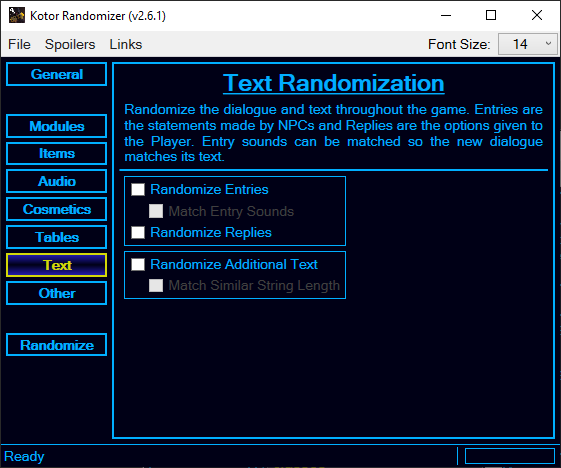 Kotor Randomizer (v2.6.1)
File Spoilers Links Font Size: 14
General
Modules
Items
Audio
Cosmetics
Tables
Text
Other
Randomize
Text Randomization
Randomize the dialogue and text throughout the game. Entries are
the statements made by NPCs and Replies are the options given to
the Player. Entry sounds can be matched so the new dialogue
matches its text.
Randomize Entries
Match Entry Sounds
Randomize Replies
Randomize Additional Text
Match Similar String Length
Ready